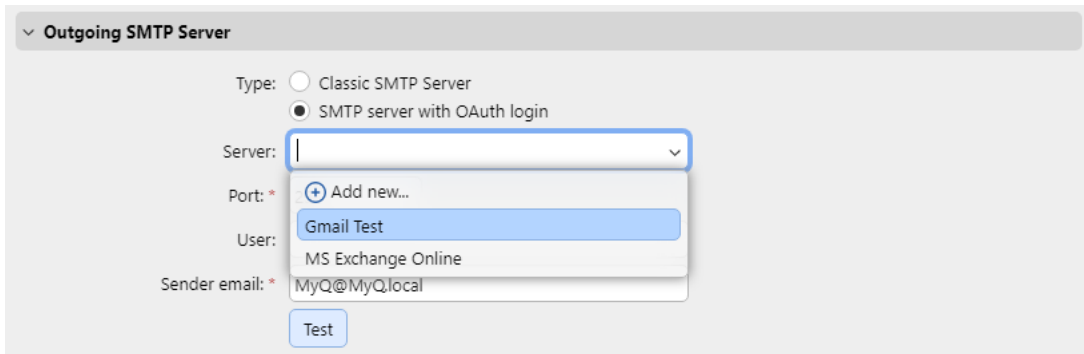 Outgoing SMTP Server
Type: Classic SMTP Server
SMTP server with OAuth login
Server:
Port: *
Add new...
Gmail Test
User:
MS Exchange Online
Sender email: * MyQ@MyQ.local
Test